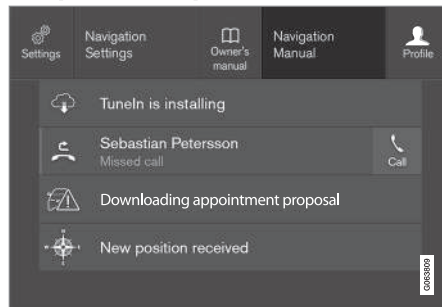 Settings
Navigation
Settings
Owner's
manual
Navigation
Manual
Profile
TuneIn is installing
Sebastian Petersson
Missed call
Call
Downloading appointment proposal
New position received
G063809